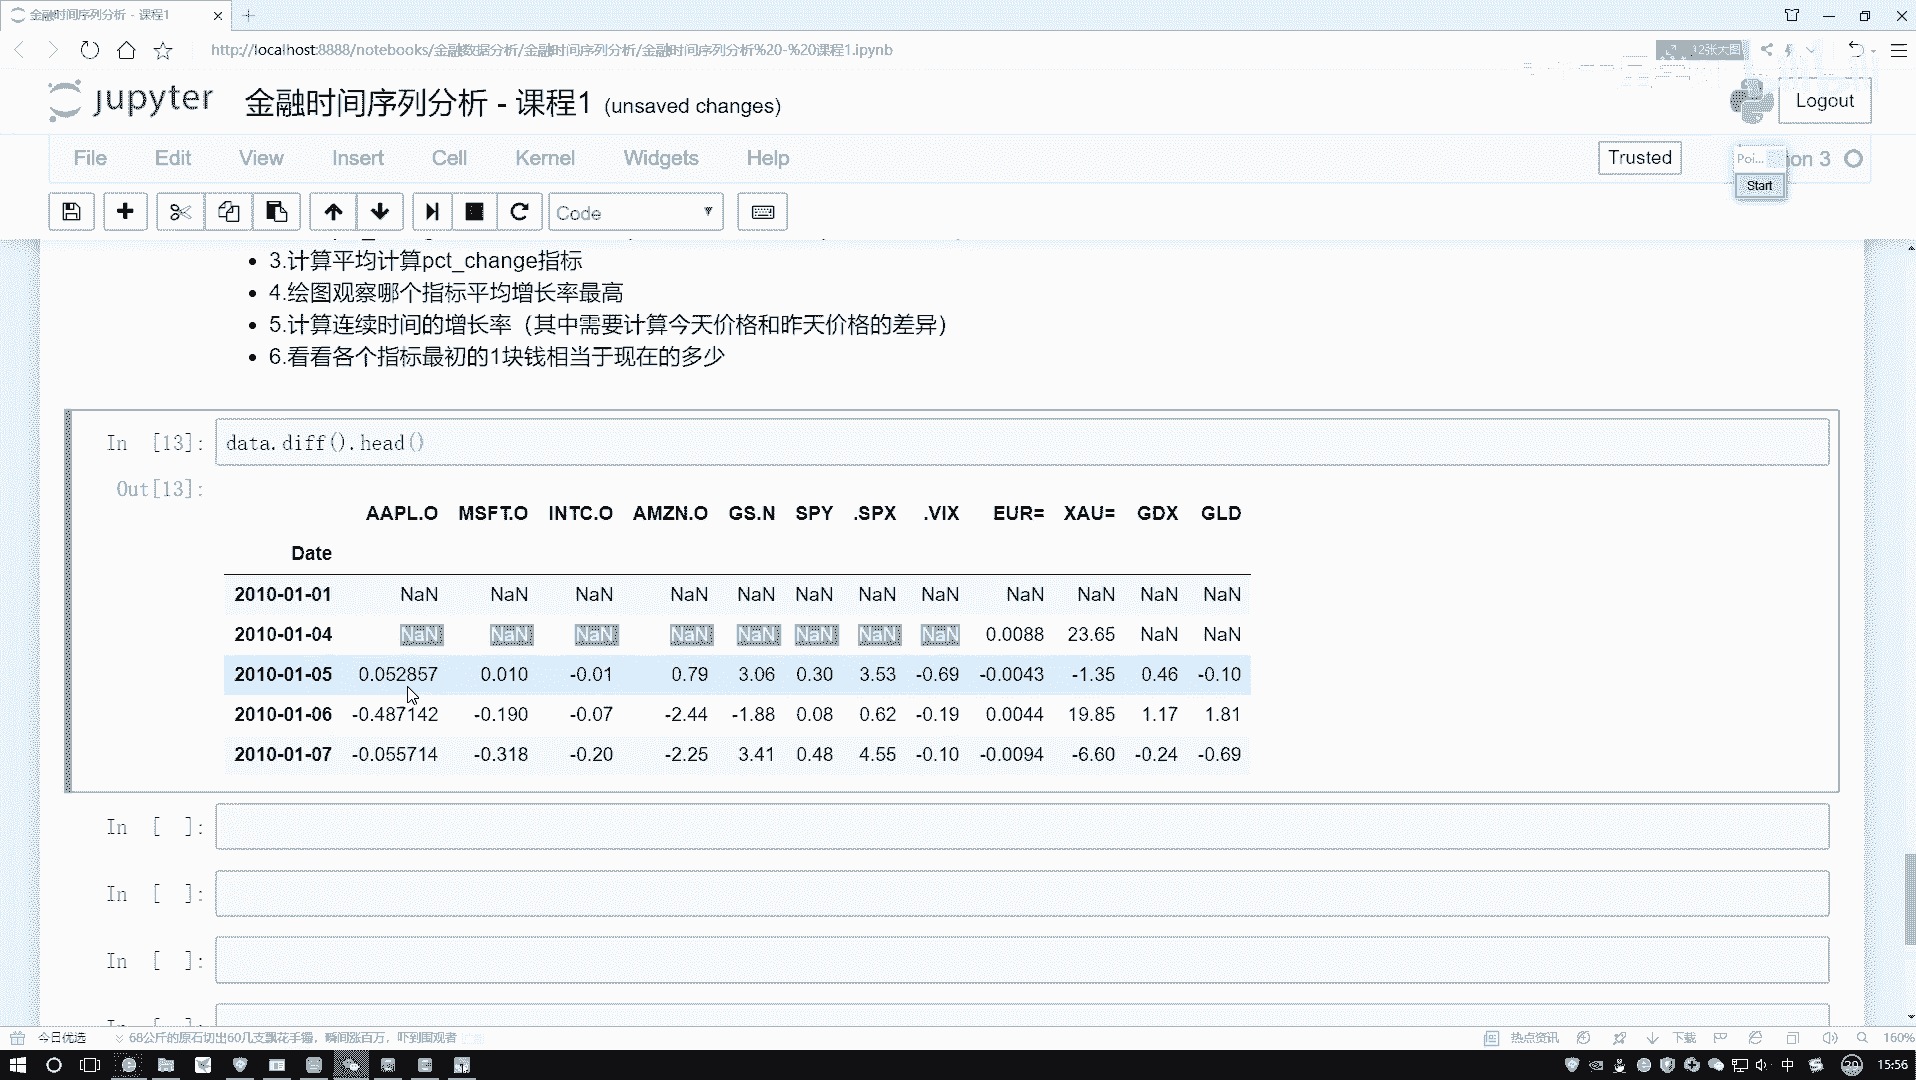 金融时间序列分析 - 课程1
http://localhost:8888/notebooks/金融数据分析/金融时间序列分析/金融时间序列分析%20-%20课程1.ipynb
12张大图
jupyter 金融时间序列分析 - 课程1 (unsaved changes)
Logout
File Edit View Insert Cell Kernel Widgets Help
Trusted
Poi... hon 3
Start
Code
3.计算平均计算pct_change指标
4.绘图观察哪个指标平均增长率最高
5.计算连续时间的增长率（其中需要计算今天价格和昨天价格的差异）
6.看看各个指标最初的1块钱相当于现在的多少
In [13]: data.diff().head()
Out[13]:
AAPL.O MSFT.O INTC.O AMZN.O GS.N SPY .SPX .VIX EUR= XAU= GDX GLD
Date
2010-01-01 NaN NaN NaN NaN NaN NaN NaN NaN NaN NaN NaN NaN
2010-01-04 NaN NaN NaN NaN NaN NaN NaN NaN 0.0088 23.65 NaN NaN
2010-01-05 0.052857 0.010 -0.01 0.79 3.06 0.30 3.53 -0.69 -0.0043 -1.35 0.46 -0.10
2010-01-06 -0.487142 -0.190 -0.07 -2.44 -1.88 0.08 0.62 -0.19 0.0044 19.85 1.17 1.81
2010-01-07 -0.055714 -0.318 -0.20 -2.25 3.41 0.48 4.55 -0.10 -0.0094 -6.60 -0.24 -0.69
In [ ]:
In [ ]:
In [ ]:
今日优选 68公斤的原石切出60几支飘花手镯，瞬间涨百万，吓到围观者
热点资讯 下载 160%
中 20 15:56